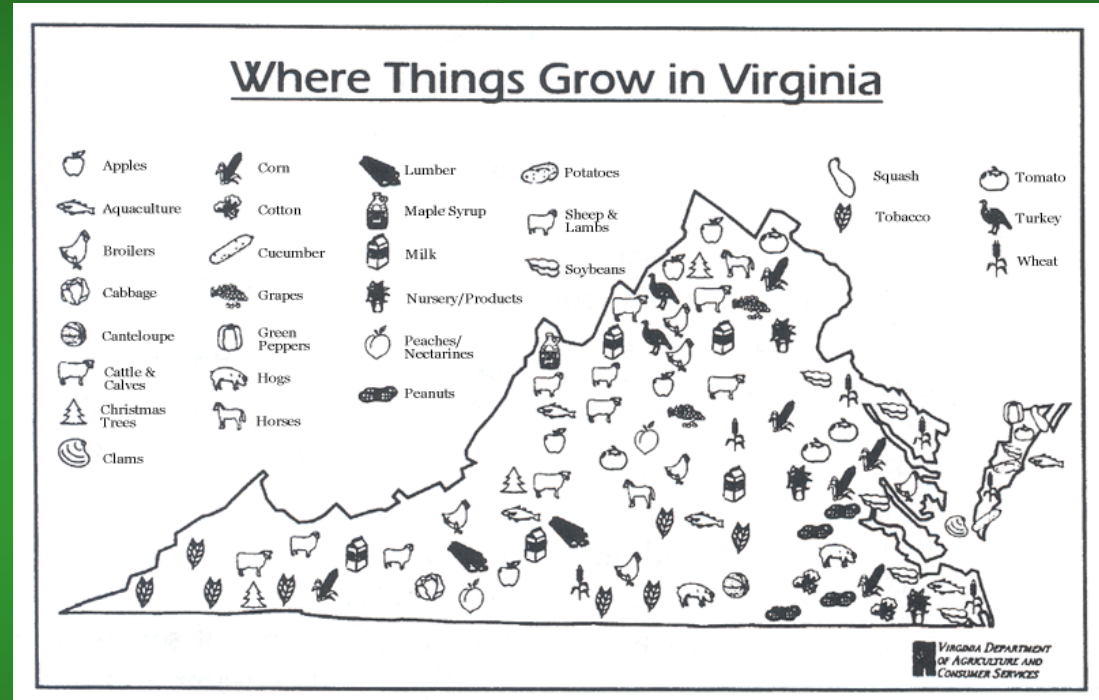 Where Things Grow in Virginia
Apples
Aquaculture
Broilers
Cabbage
Canteloupe
Cattle &
Calves
Christmas
Trees
Clams
Corn
Cotton
Cucumber
Grapes
Green
Peppers
Hogs
Horses
Lumber
Maple Syrup
Milk
Nursery/Products
Peaches/
Nectarines
Peanuts
Potatoes
Sheep &
Lambs
Soybeans
Squash
Tobacco
Tomato
Turkey
Wheat
VIRGINIA DEPARTMENT
OF AGRICULTURE AND
CONSUMER SERVICES